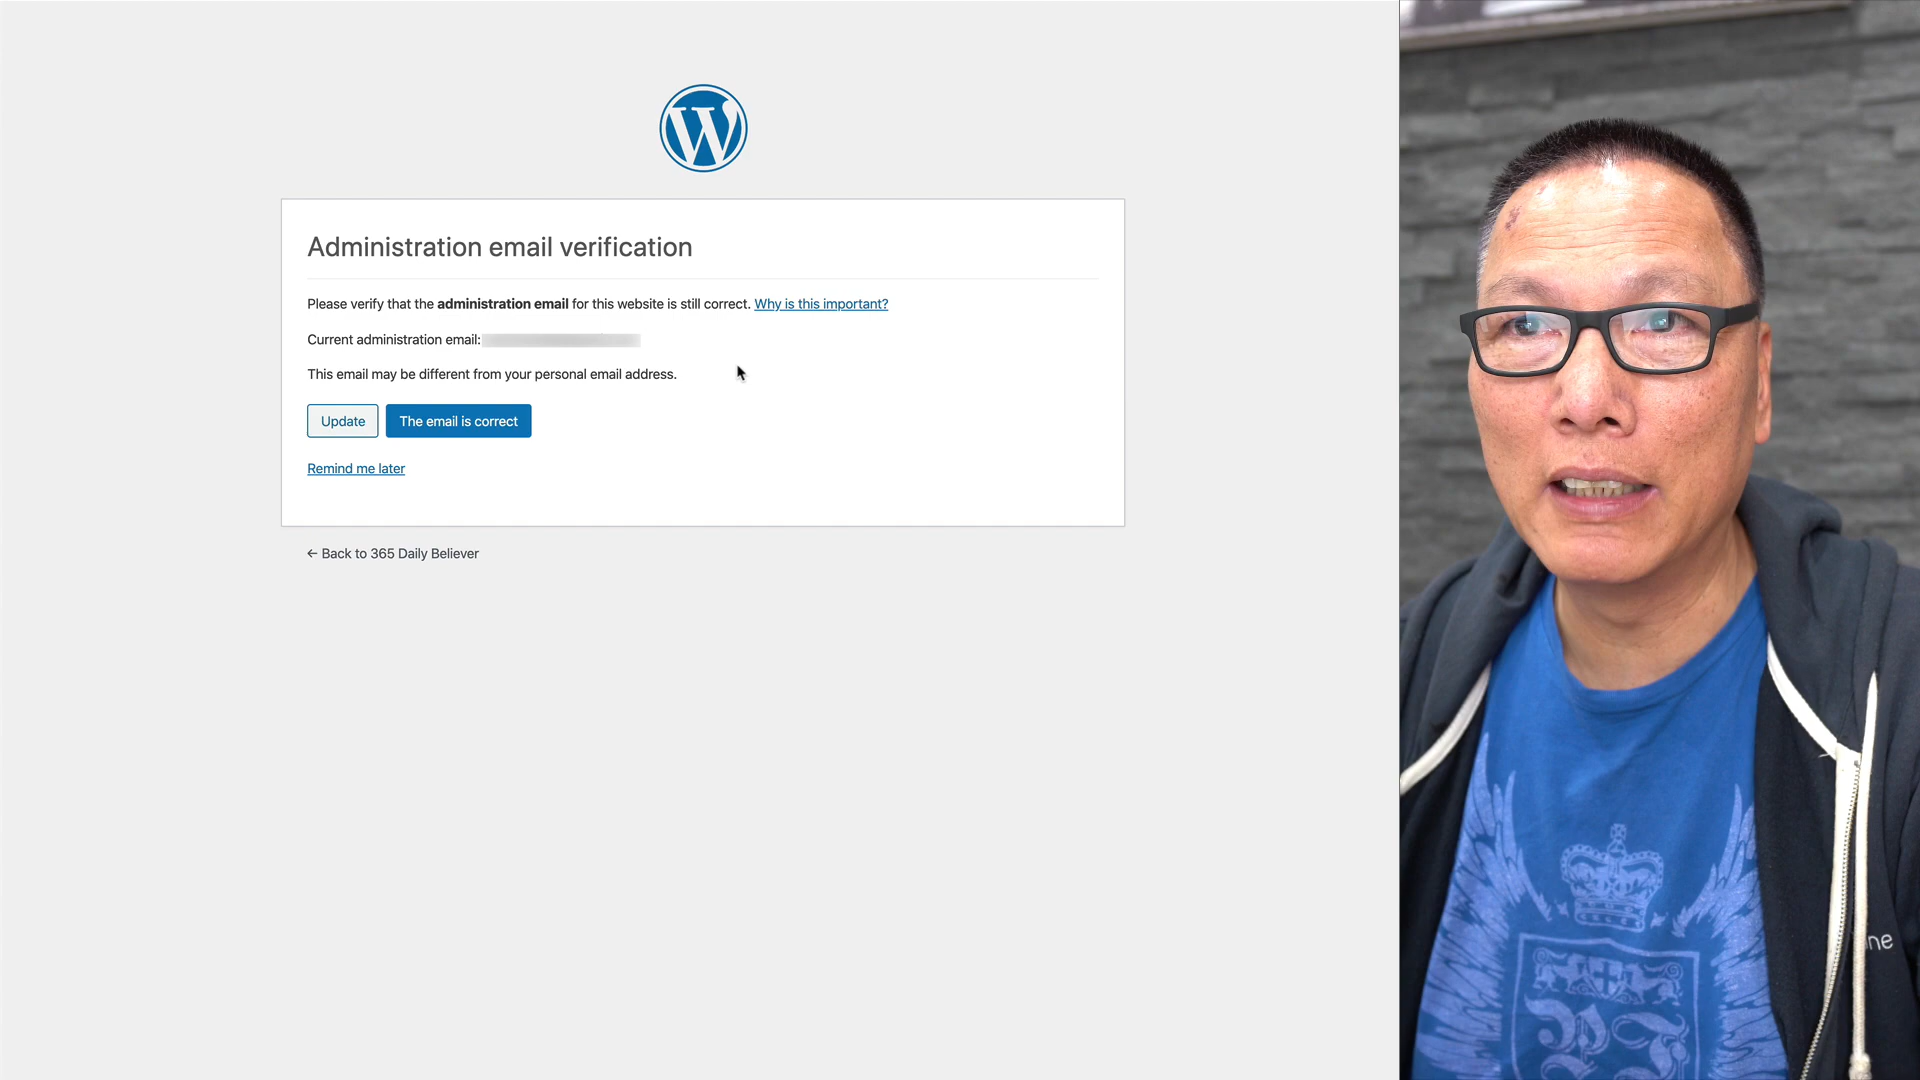 Administration email verification
Please verify that the administration email for this website is still correct. Why is this important?
Current administration email:
This email may be different from your personal email address.
Update
The email is correct
Remind me later
← Back to 365 Daily Believer
ne